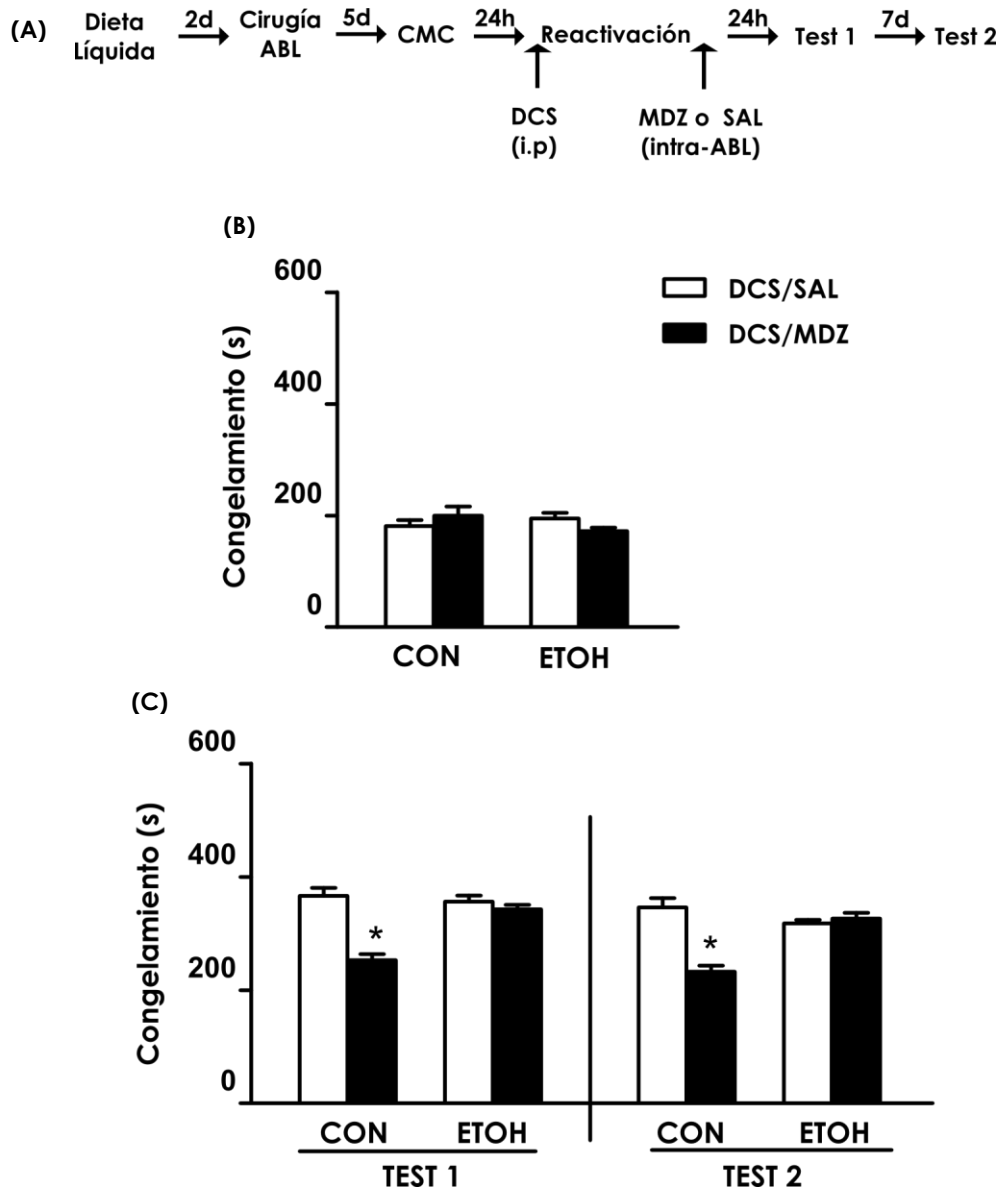 (A)
Dieta Líquida 2d Cirugía ABL 5d CMC 24h Reactivación 24h Test 1 7d Test 2
DCS (i.p)
MDZ o SAL (intra-ABL)
(B)
Congelamiento (s)
600
400
200
0
CON ETOH
DCS/SAL
DCS/MDZ
(C)
Congelamiento (s)
600
400
200
0
* *
CON ETOH CON ETOH
TEST 1 TEST 2